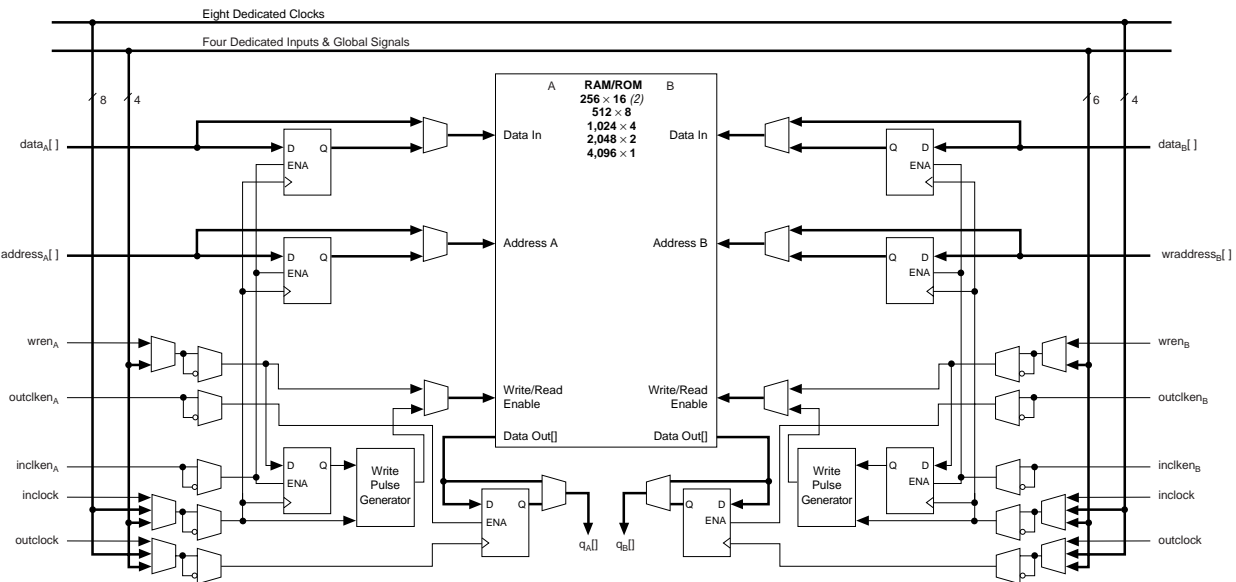 Eight Dedicated Clocks
Four Dedicated Inputs & Global Signals
8
4
6
4
A
RAM/ROM
B
256 × 16 (2)
512 × 8
1,024 × 4
2,048 × 2
4,096 × 1
dataA[ ]
D
Q
ENA
Data In
Data In
Q
D
ENA
dataB[ ]
addressA[ ]
D
Q
ENA
Address A
Address B
Q
D
ENA
wraddressB[ ]
wrenA
wrenB
Write/Read
Enable
Write/Read
Enable
outclkenA
outclkenB
Data Out[]
Data Out[]
inclkenA
D
Q
ENA
Write
Pulse
Generator
Write
Pulse
Generator
Q
D
ENA
inclkenB
inclock
inclock
D
Q
ENA
Q
D
ENA
outclock
qA[]
qB[]
outclock